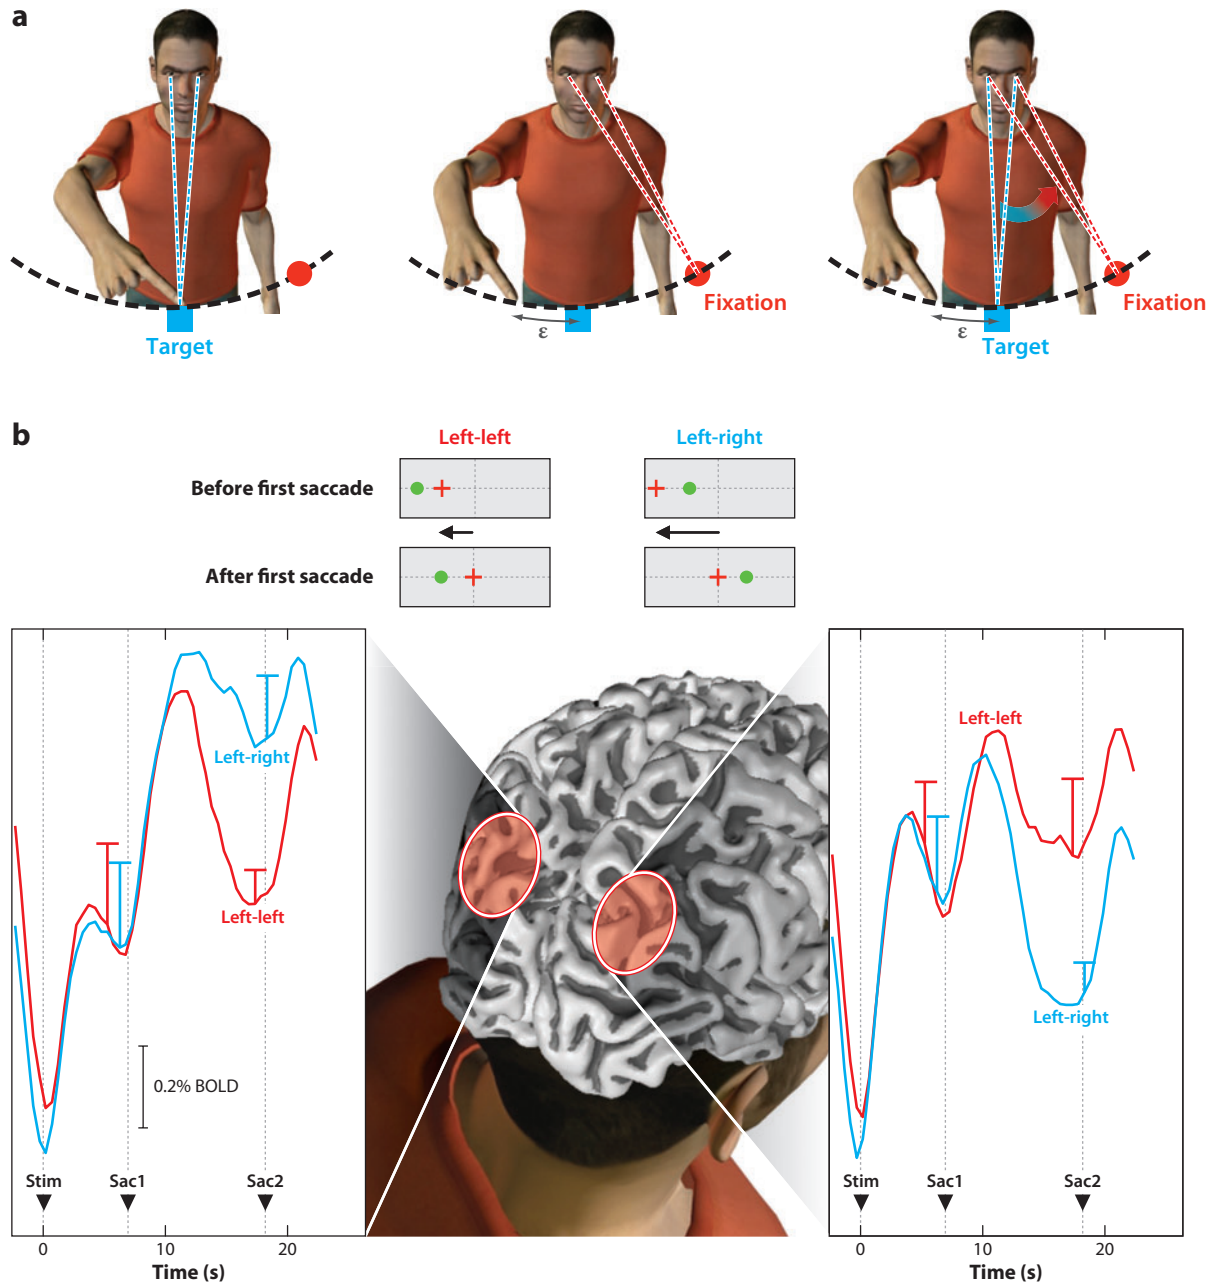 a
Target
ε
Fixation
ε
Target
Fixation
b
Left-left
Left-right
Before first saccade
After first saccade
Left-right
Left-left
0.2% BOLD
Stim
Sac1
Sac2
0
10
20
Time (s)
Left-left
Left-right
Stim
Sac1
Sac2
0
10
20
Time (s)